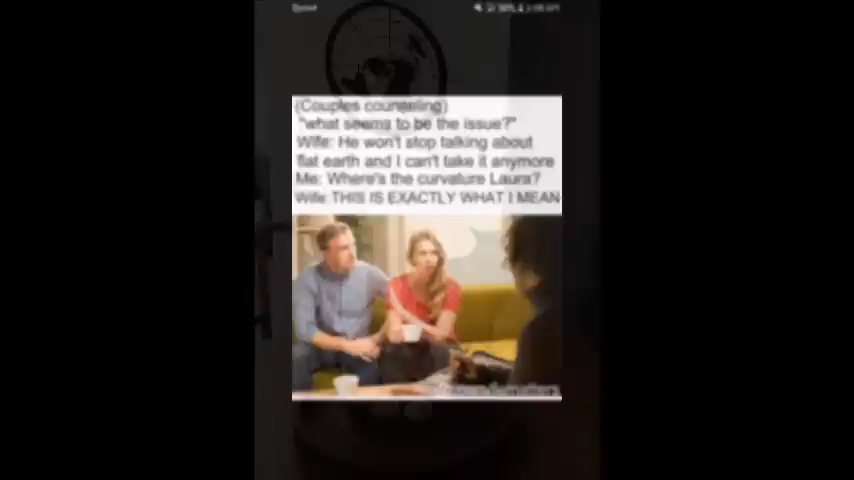 (Couples counseling)
"what seems to be the issue?"
Wife: He won't stop talking about
flat earth and I can't take it anymore
Me: Where's the curvature Laura?
Wife: THIS IS EXACTLY WHAT I MEAN